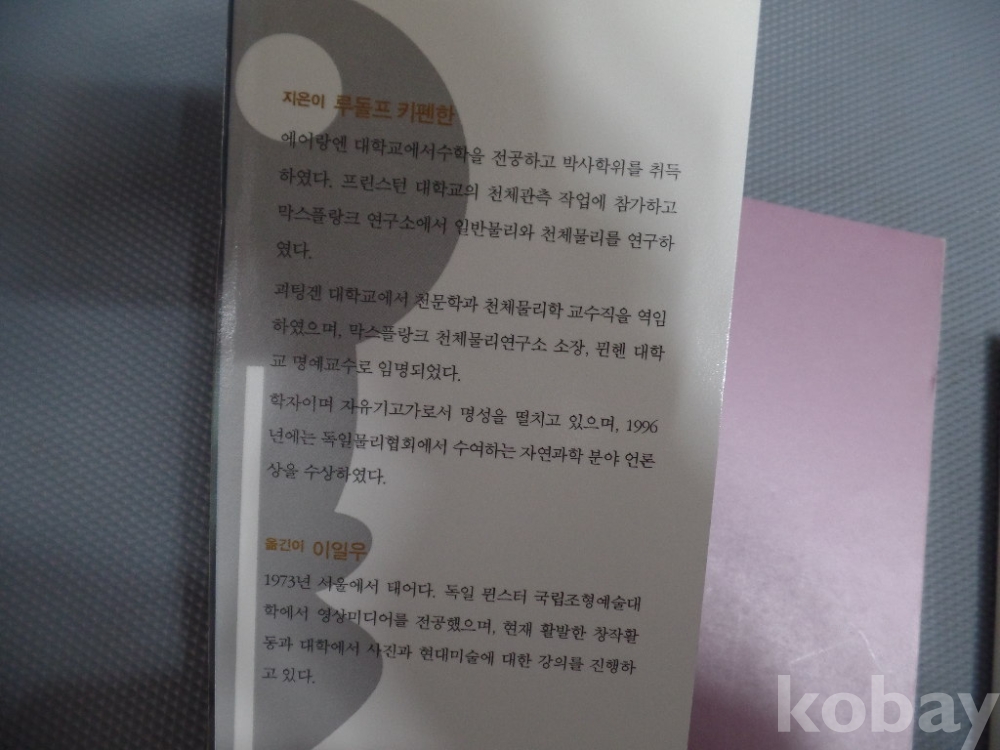 지은이 루돌프 키펜한
에어랑엔 대학교에서수학을 전공하고 박사학위를 취득
하였다. 프린스턴 대학교의 천체관측 작업에 참가하고
막스플랑크 연구소에서 일반물리와 천체물리를 연구하
였다.
괴팅겐 대학교에서 천문학과 천체물리학 교수직을 역임
하였으며, 막스플랑크 천체물리연구소 소장, 뮌헨 대학
교 명예교수로 임명되었다.
학자이며 자유기고가로서 명성을 떨치고 있으며, 1996
년에는 독일물리협회에서 수여하는 자연과학 분야 언론
상을 수상하였다.
옮긴이 이일우
1973년 서울에서 태어다. 독일 뮌스터 국립조형예술대
학에서 영상미디어를 전공했으며, 현재 활발한 창작활
동과 대학에서 사진과 현대미술에 대한 강의를 진행하
고 있다.
kobay